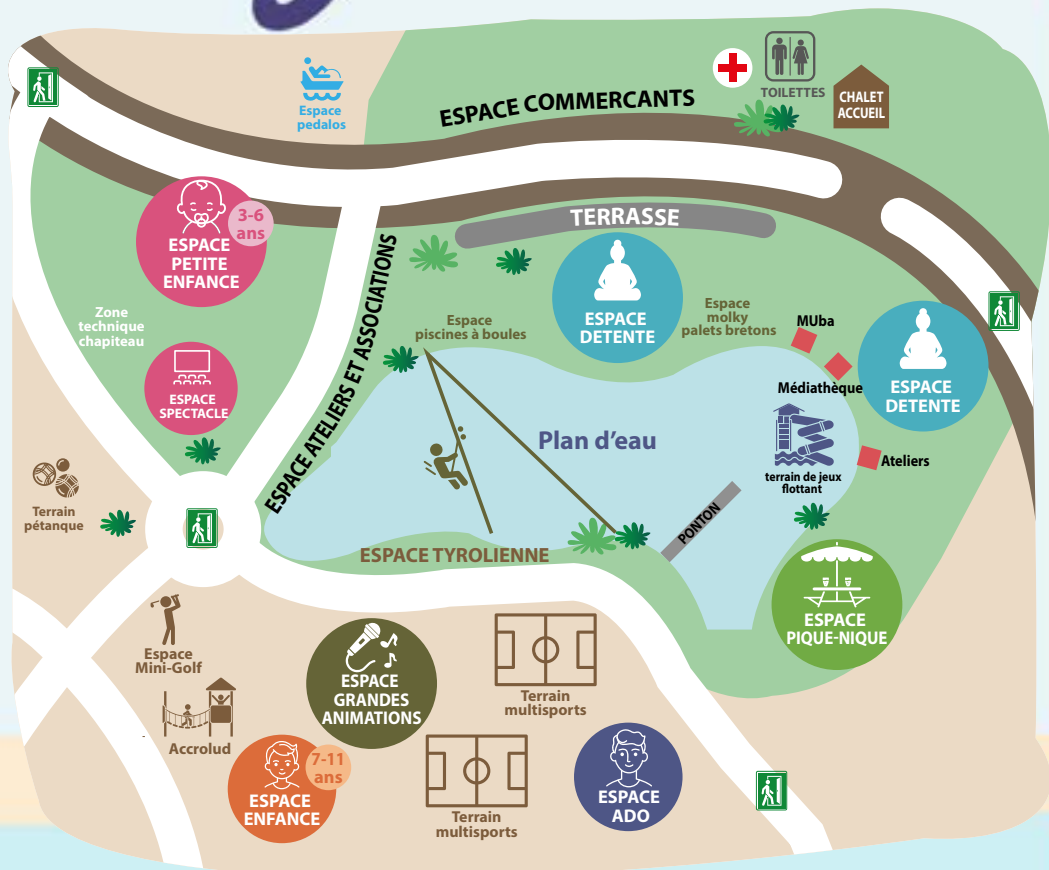 Espace
pedalos
ESPACE COMMERCANTS
TOILETTES
CHALET
ACCUEIL
3-6
ans
ESPACE
PETITE
ENFANCE
TERRASSE
ESPACE
DETENTE
Espace
molky
palets bretons
MUba
Médiathèque
ESPACE
DETENTE
Zone
technique
chapiteau
ESPACE
SPECTACLE
ESPACE ATELIERS ET ASSOCIATIONS
Espace
piscines à boules
Plan d'eau
terrain de jeux
flottant
Ateliers
Terrain
pétanque
ESPACE TYROLIENNE
PONTON
ESPACE
PIQUE-NIQUE
Espace
Mini-Golf
Accrolud
ESPACE
GRANDES
ANIMATIONS
Terrain
multisports
7-11
ans
ESPACE
ENFANCE
Terrain
multisports
ESPACE
ADO